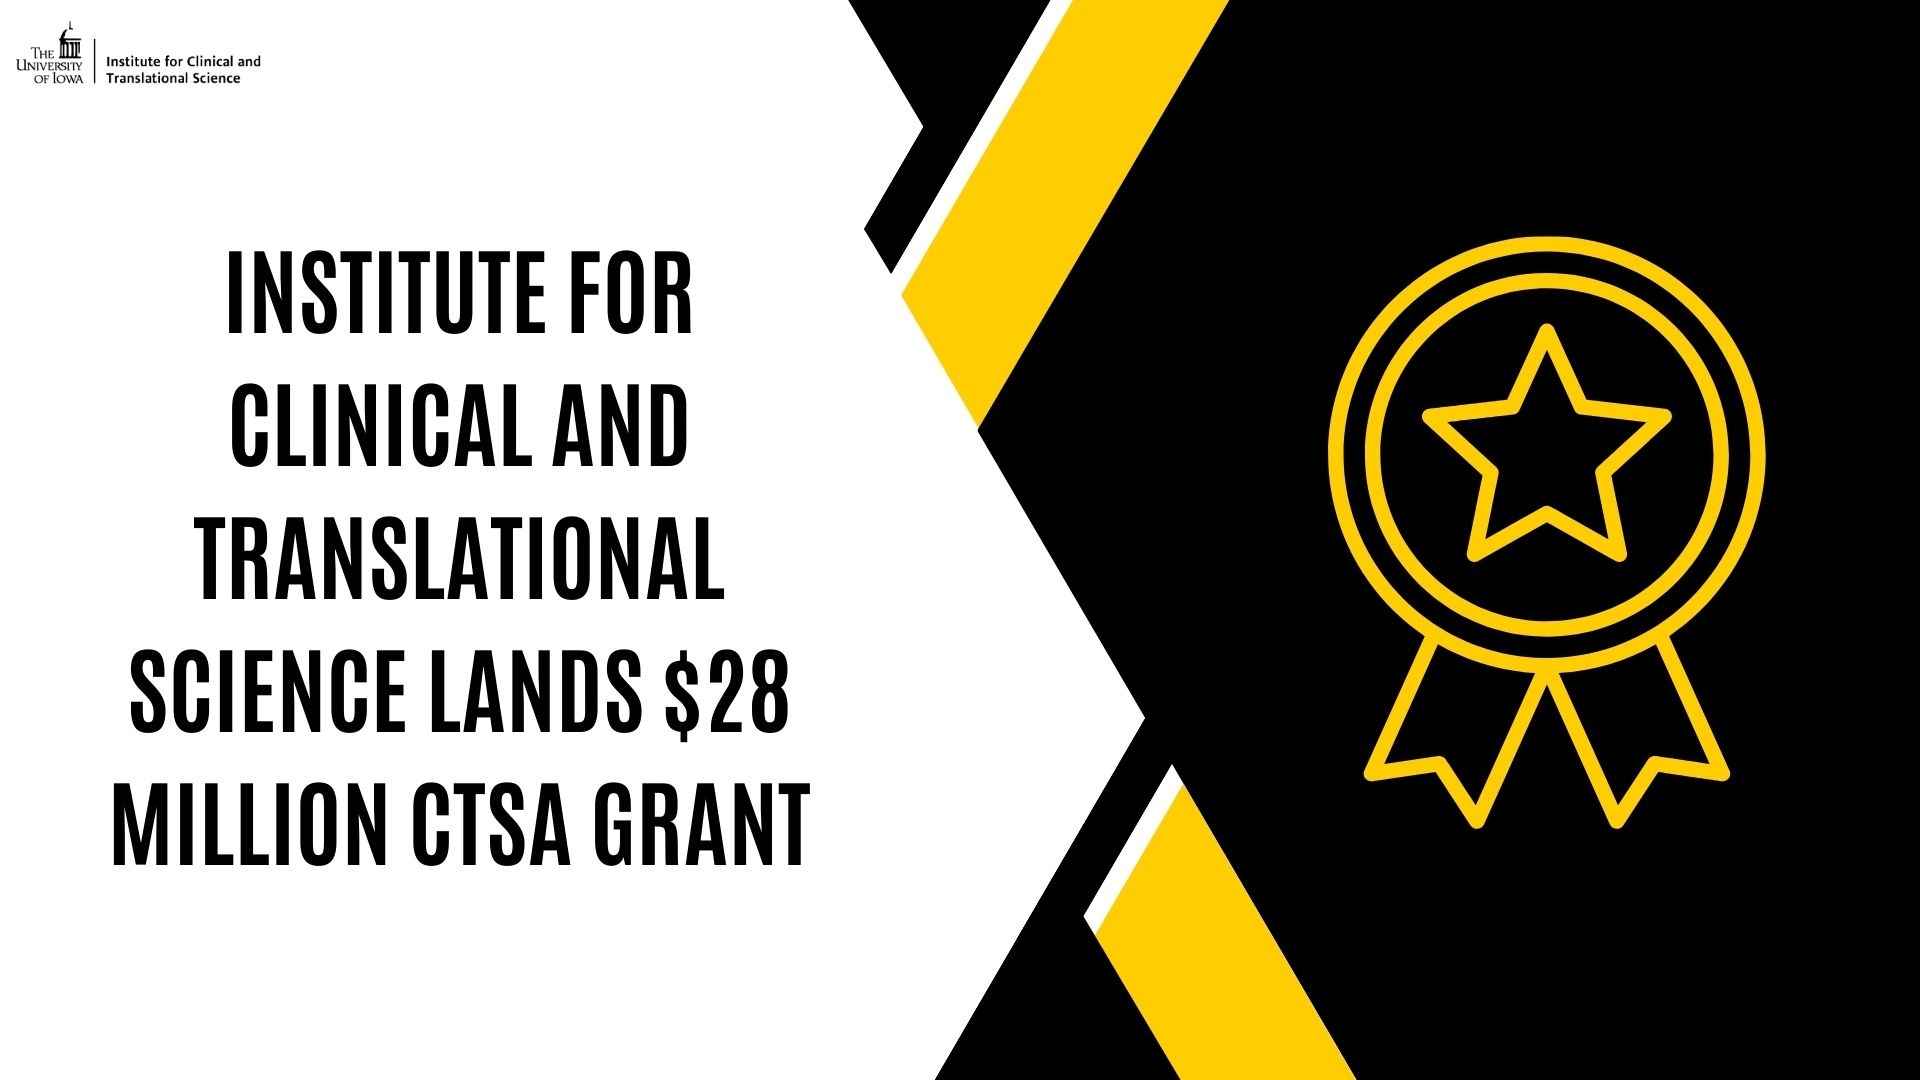 THE
UNIVERSITY
OF IOWA
Institute for Clinical and
Translational Science
INSTITUTE FOR
CLINICAL AND
TRANSLATIONAL
SCIENCE LANDS $28
MILLION CTSA GRANT